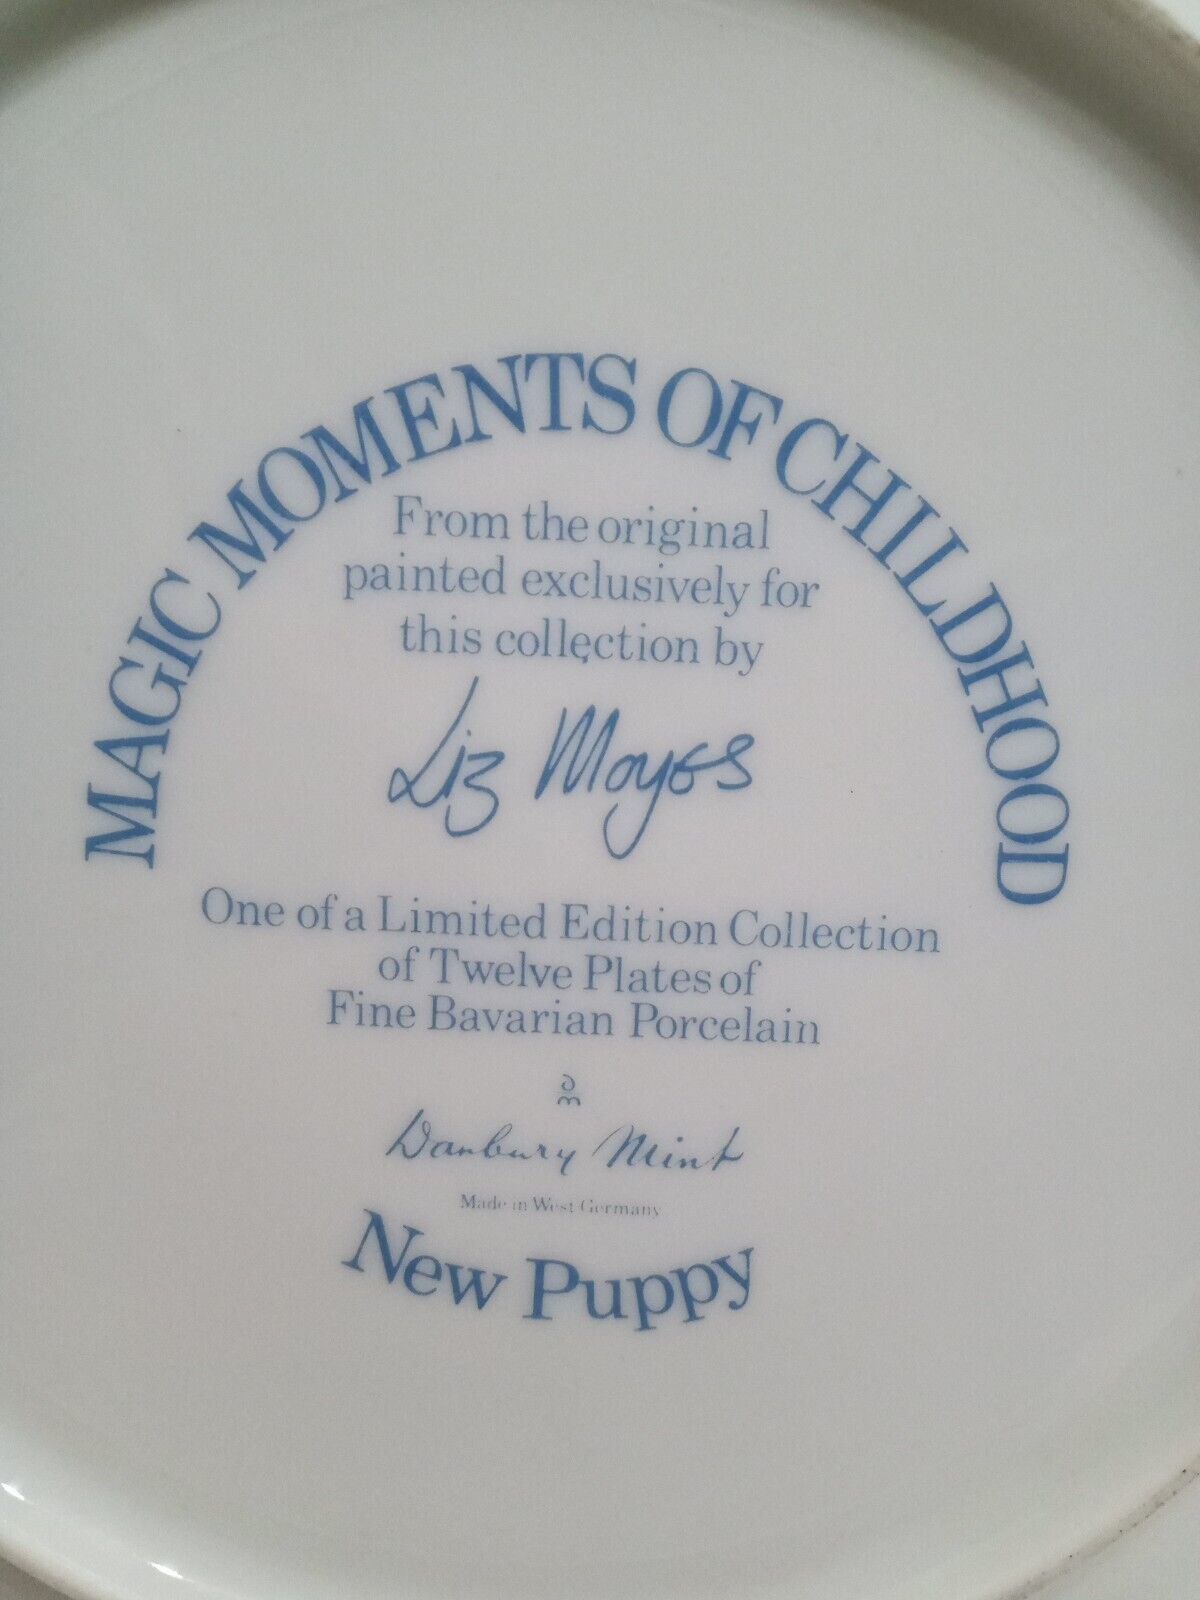 MAGIC MOMENTS OF CHILDHOOD
From the original
painted exclusively for
this collection by
Liz Moyes
One of a Limited Edition Collection
of Twelve Plates of
Fine Bavarian Porcelain
Danbury Mint
Made in West Germany
New Puppy